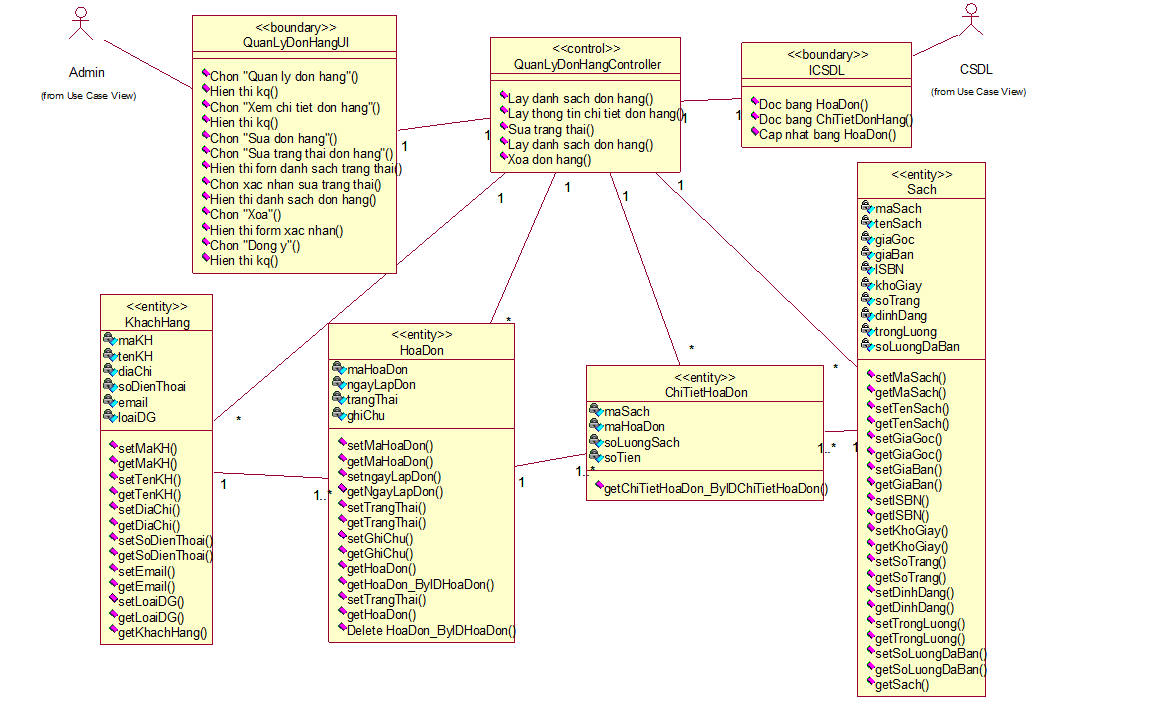 Admin
(from Use Case View)
<<boundary>>
QuanLyDonHangUI
Chon "Quan ly don hang"()
Hien thi kq()
Chon "Xem chi tiet don hang"()
Hien thi kq()
Chon "Sua don hang"()
Chon "Sua trang thai don hang"()
Hien thi forn danh sach trang thai()
Chon xac nhan sua trang thai()
Hien thi danh sach don hang()
Chon "Xoa"()
Hien thi form xac nhan()
Chon "Dong y"()
Hien thi kq()
1
1
<<control>>
QuanLyDonHangController
Lay danh sach don hang()
Lay thong tin chi tiet don hang()
Sua trang thai()
Lay danh sach don hang()
Xoa don hang()
1
1
<<boundary>>
ICSDL
Doc bang HoaDon()
Doc bang ChiTietDonHang()
Cap nhat bang HoaDon()
CSDL
(from Use Case View)
1
*
1
*
1
*
1
*
<<entity>>
KhachHang
maKH
tenKH
diaChi
soDienThoai
email
loaiDG
setMaKH()
getMaKH()
setTenKH()
getTenKH()
setDiaChi()
getDiaChi()
setSoDienThoai()
getSoDienThoai()
setEmail()
getEmail()
setLoaiDG()
getLoaiDG()
getKhachHang()
1
1..*
<<entity>>
HoaDon
maHoaDon
ngayLapDon
trangThai
ghiChu
setMaHoaDon()
getMaHoaDon()
setngayLapDon()
getNgayLapDon()
setTrangThai()
getTrangThai()
setGhiChu()
getGhiChu()
getHoaDon()
getHoaDon_ByIDHoaDon()
setTrangThai()
getHoaDon()
Delete HoaDon_ByIDHoaDon()
1
1..*
<<entity>>
ChiTietHoaDon
maSach
maHoaDon
soLuongSach
soTien
getChiTietHoaDon_ByIDChiTietHoaDon()
1..*
1
<<entity>>
Sach
maSach
tenSach
giaGoc
giaBan
ISBN
khoGiay
soTrang
dinhDang
trongLuong
soLuongDaBan
setMaSach()
getMaSach()
setTenSach()
getTenSach()
setGiaGoc()
getGiaGoc()
setGiaBan()
getGiaBan()
setISBN()
getISBN()
setKhoGiay()
getKhoGiay()
setSoTrang()
getSoTrang()
setDinhDang()
getDinhDang()
setTrongLuong()
getTrongLuong()
setSoLuongDaBan()
getSoLuongDaBan()
getSach()